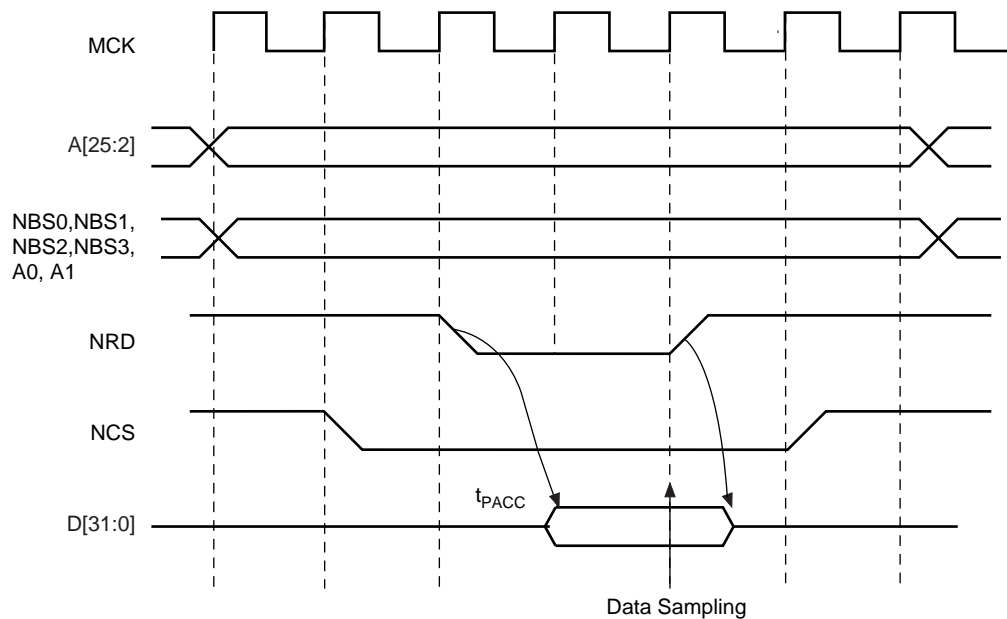 MCK
A[25:2]
NBS0,NBS1,
NBS2,NBS3,
A0, A1
NRD
NCS
tPACC
D[31:0]
Data Sampling